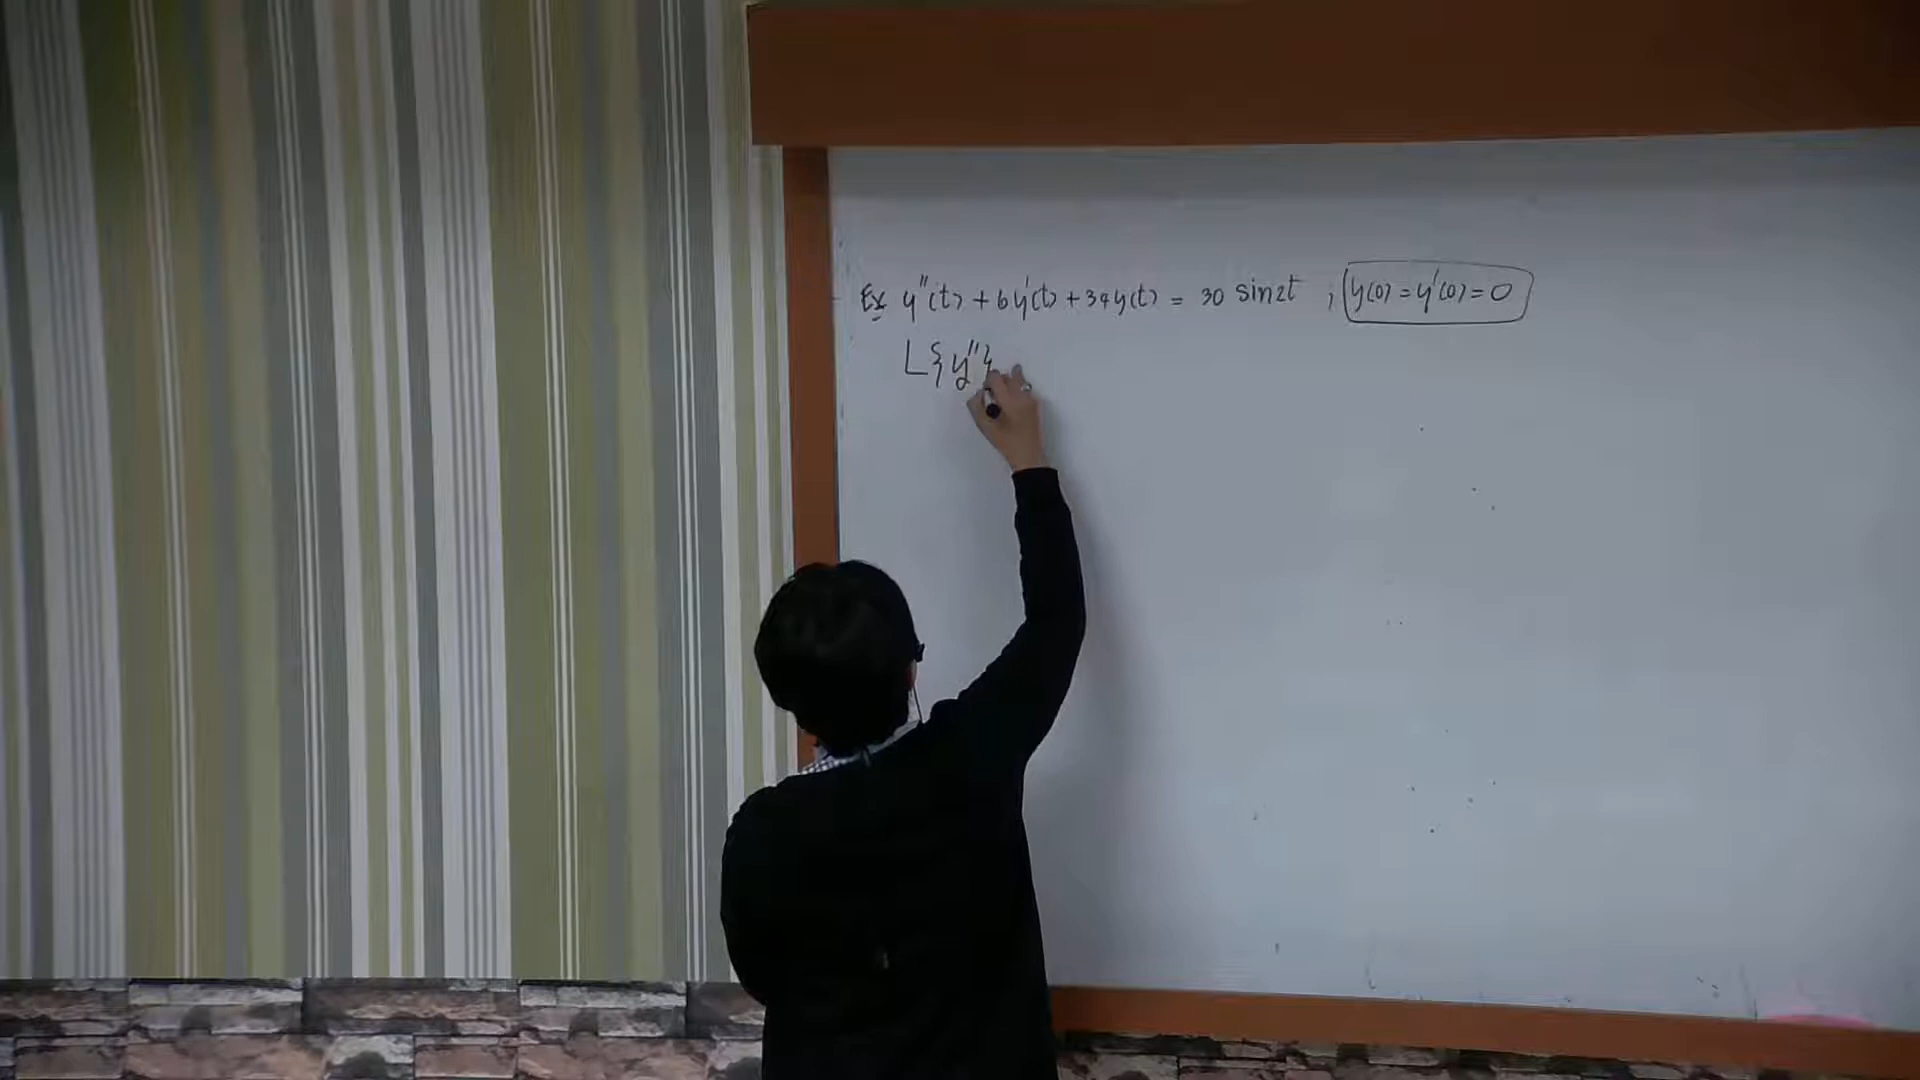 Ex y''(t) + 6y'(t) + 34y(t) = 30 sin2t ; y(0) = y'(0) = 0
L{y''}